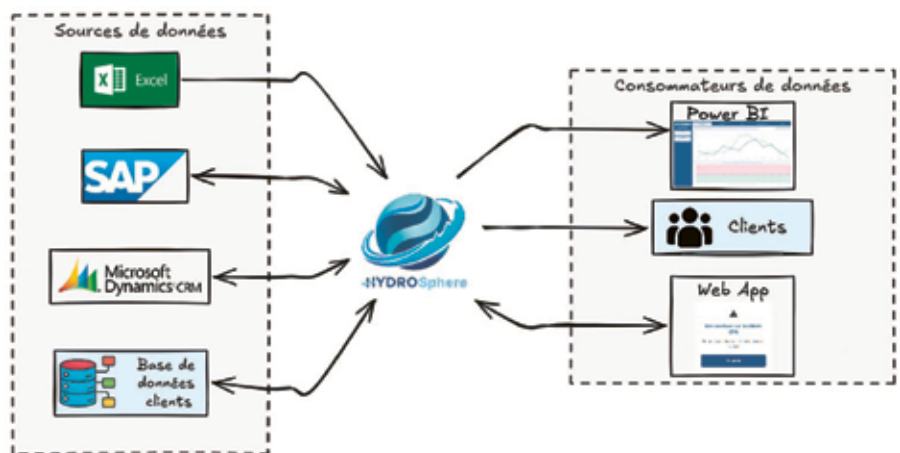 Sources de données
Excel
SAP
Microsoft
Dynamics CRM
Base de
données
clients
HYDROSphere
Consommateurs de données
Power BI
Clients
Web App